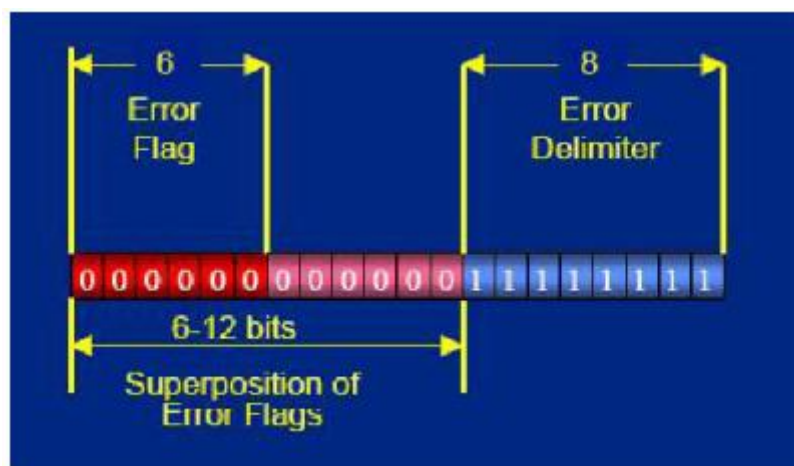 6
8
Error
Flag
Error
Delimiter
0 0 0 0 0 0 0 0 0 0 0 0 1 1 1 1 1 1 1 1
6-12 bits
Superposition of
Error Flags